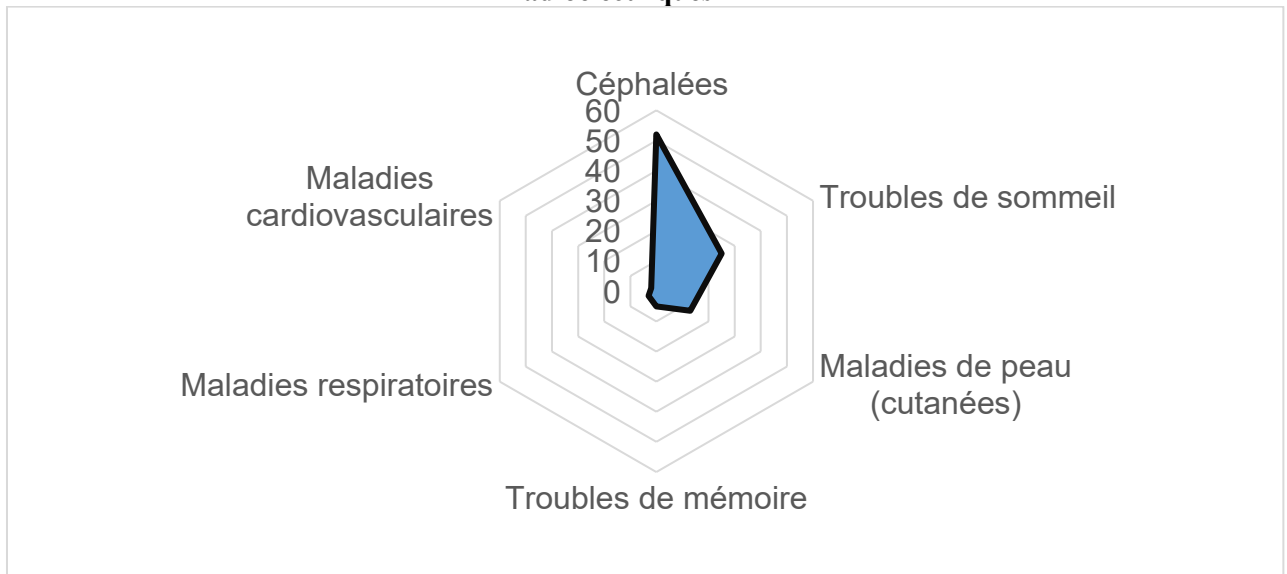 Céphalées
60
50
40
30
20
10
0
Troubles de sommeil
Maladies de peau
(cutanées)
Troubles de mémoire
Maladies respiratoires
Maladies
cardiovasculaires